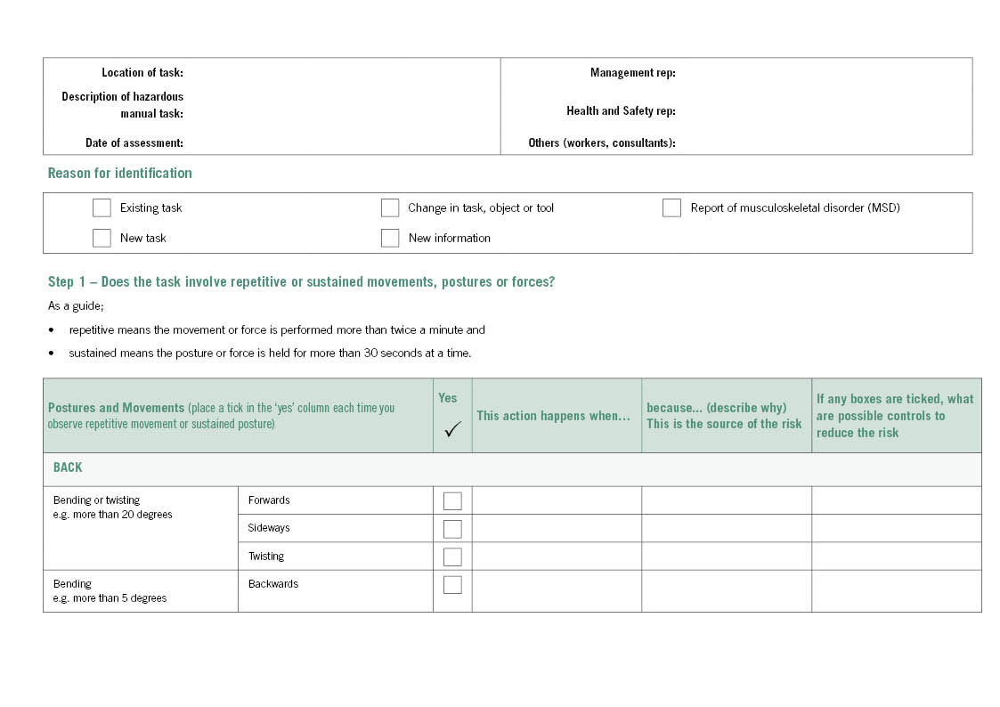 Location of task:
Management rep:
Description of hazardous
manual task:
Health and Safety rep:
Date of assessment:
Others (workers, consultants):
Reason for identification
Existing task
Change in task, object or tool
Report of musculoskeletal disorder (MSD)
New task
New information
Step 1 – Does the task involve repetitive or sustained movements, postures or forces?
As a guide;
• repetitive means the movement or force is performed more than twice a minute and
• sustained means the posture or force is held for more than 30 seconds at a time.
Postures and Movements (place a tick in the ‘yes’ column each time you
observe repetitive movement or sustained posture)
Yes
✓
This action happens when...
because... (describe why)
This is the source of the risk
If any boxes are ticked, what
are possible controls to
reduce the risk
BACK
Bending or twisting
e.g. more than 20 degrees
Forwards
Sideways
Twisting
Bending
e.g. more than 5 degrees
Backwards